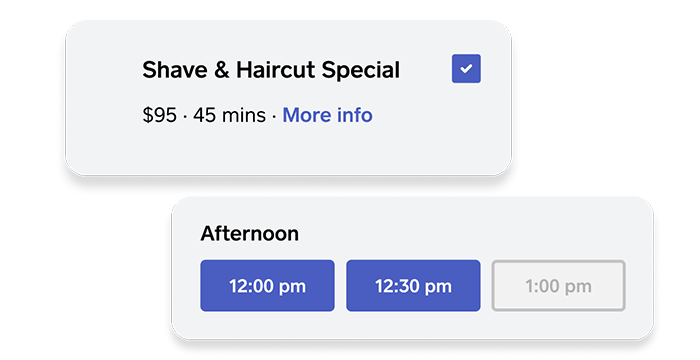 Shave & Haircut Special
$95 · 45 mins · More info
Afternoon
12:00 pm 12:30 pm 1:00 pm